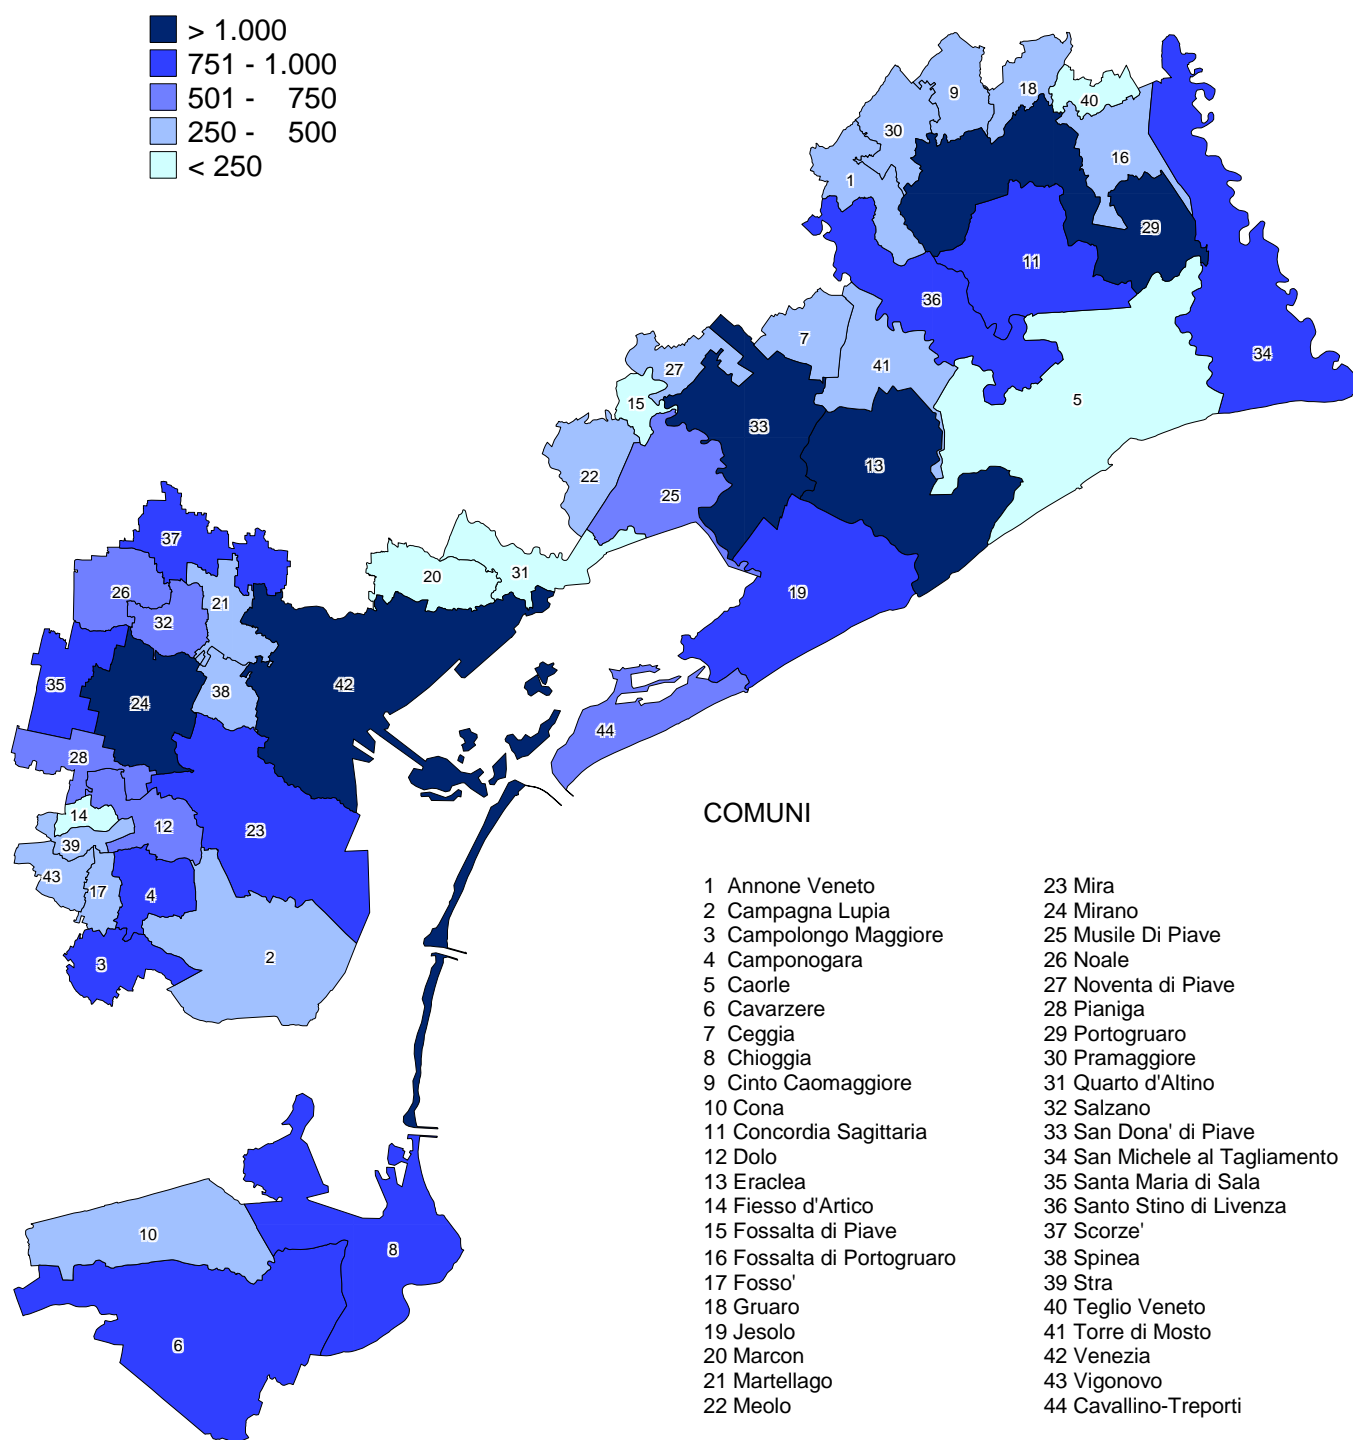 > 1.000
751 - 1.000
501 - 750
250 - 500
< 250
9
18
40
30
16
1
29
11
36
34
7
41
27
5
15
33
13
22
25
37
20
31
26
21
19
32
35
38
42
24
44
28
14
12
23
39
43
17
4
2
3
10
8
6
COMUNI
1 Annone Veneto
2 Campagna Lupia
3 Campolongo Maggiore
4 Camponogara
5 Caorle
6 Cavarzere
7 Ceggia
8 Chioggia
9 Cinto Caomaggiore
10 Cona
11 Concordia Sagittaria
12 Dolo
13 Eraclea
14 Fiesso d'Artico
15 Fossalta di Piave
16 Fossalta di Portogruaro
17 Fosso'
18 Gruaro
19 Jesolo
20 Marcon
21 Martellago
22 Meolo
23 Mira
24 Mirano
25 Musile Di Piave
26 Noale
27 Noventa di Piave
28 Pianiga
29 Portogruaro
30 Pramaggiore
31 Quarto d'Altino
32 Salzano
33 San Dona' di Piave
34 San Michele al Tagliamento
35 Santa Maria di Sala
36 Santo Stino di Livenza
37 Scorze'
38 Spinea
39 Stra
40 Teglio Veneto
41 Torre di Mosto
42 Venezia
43 Vigonovo
44 Cavallino-Treporti